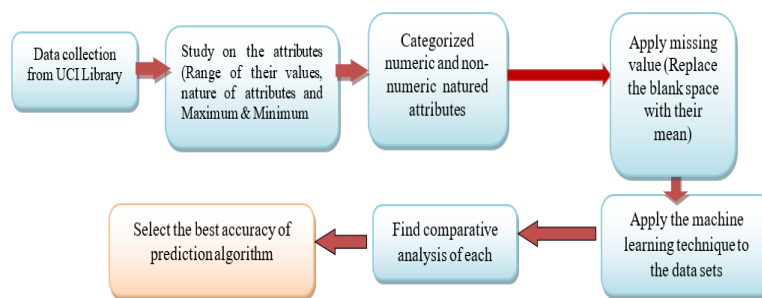 Data collection
from UCI Library
Study on the attributes
(Range of their values,
nature of attributes and
Maximum & Minimum
Categorized
numeric and non-
numeric natured
attributes
Apply missing
value (Replace
the blank space
with their
mean)
Apply the machine
learning technique to
the data sets
Find comparative
analysis of each
Select the best accuracy of
prediction algorithm